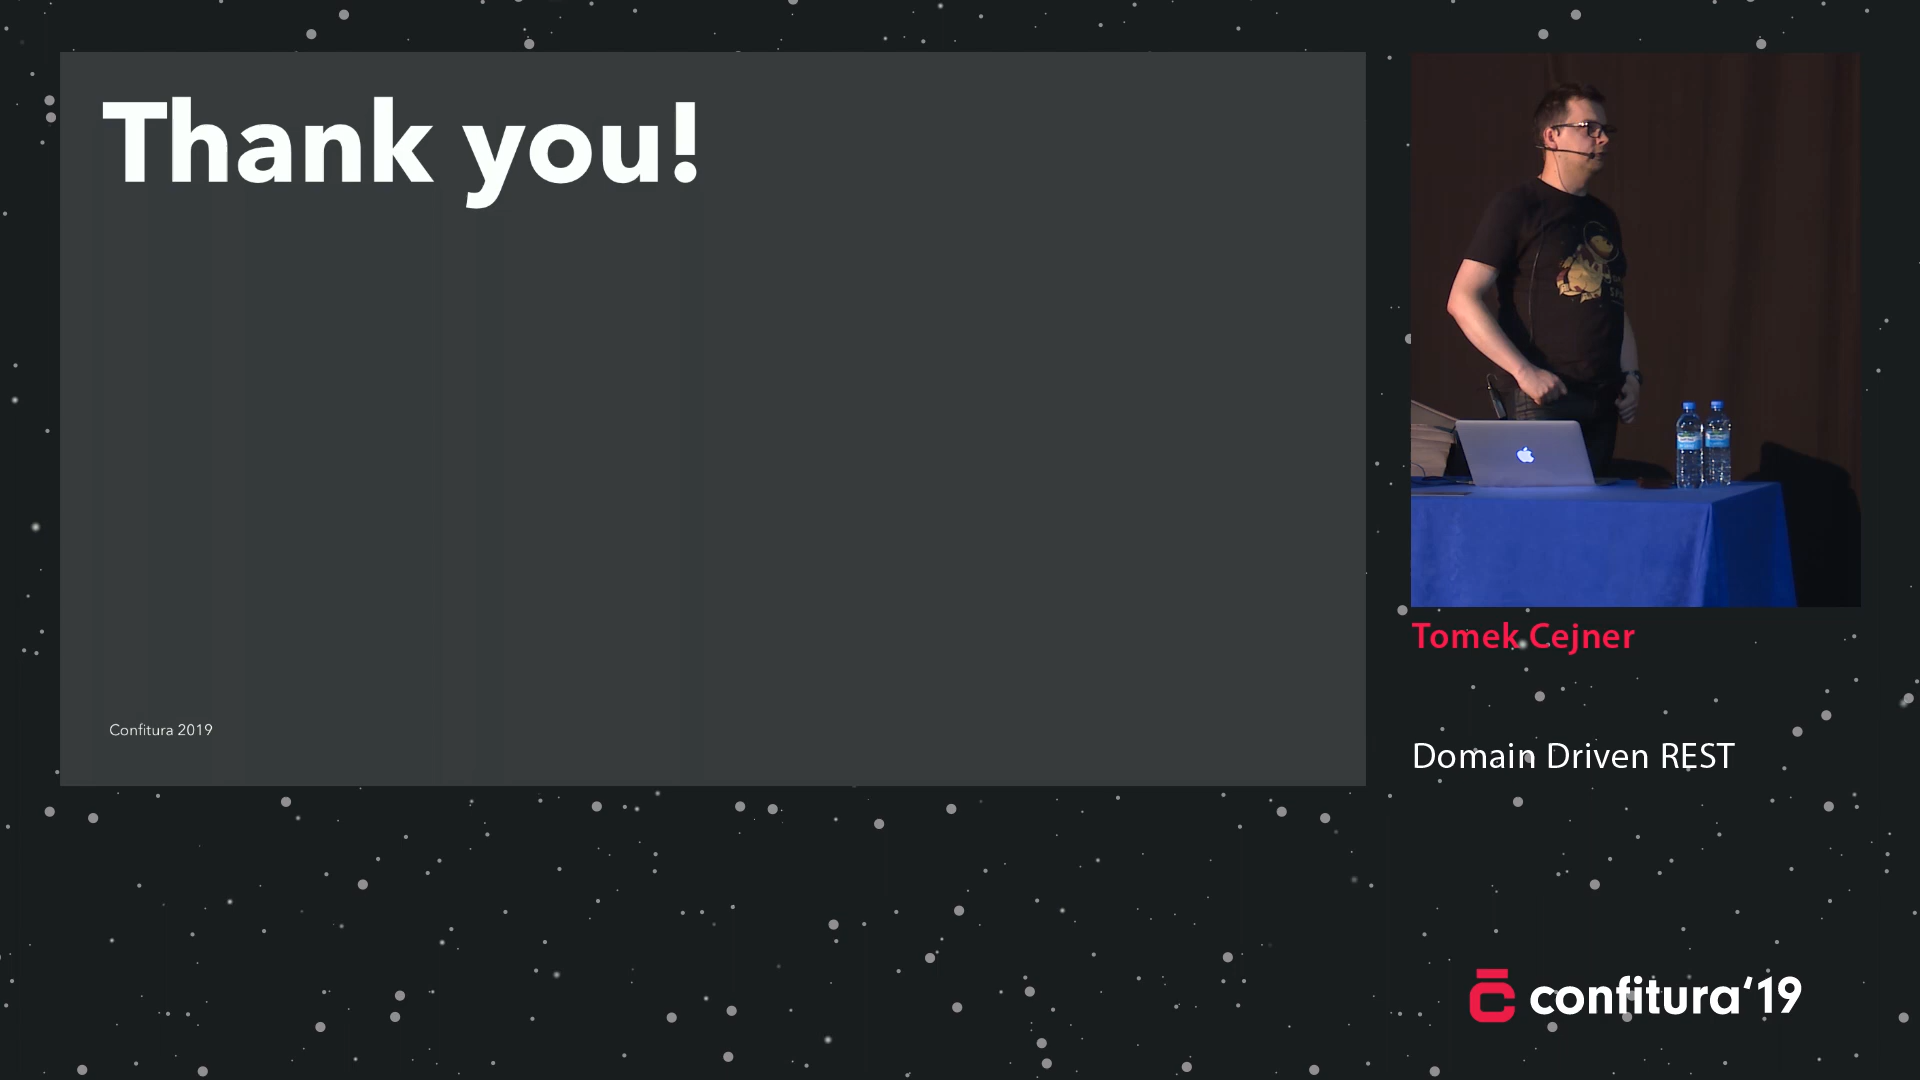 Thank you!
Confitura 2019
Tomek Cejner
Domain Driven REST
confitura'19